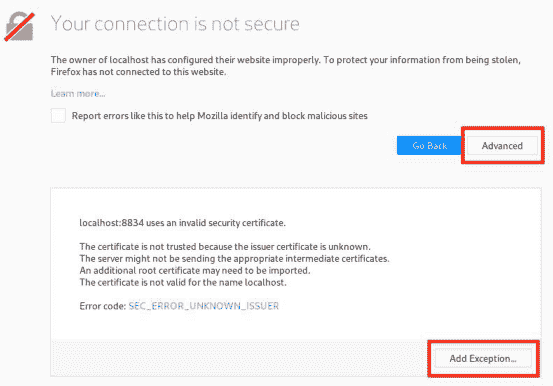 Your connection is not secure
The owner of localhost has configured their website improperly. To protect your information from being stolen,
Firefox has not connected to this website.
Learn more...
Report errors like this to help Mozilla identify and block malicious sites
Go Back
Advanced
localhost:8834 uses an invalid security certificate.
The certificate is not trusted because the issuer certificate is unknown.
The server might not be sending the appropriate intermediate certificates.
An additional root certificate may need to be imported.
The certificate is not valid for the name localhost.
Error code: SEC_ERROR_UNKNOWN_ISSUER
Add Exception...